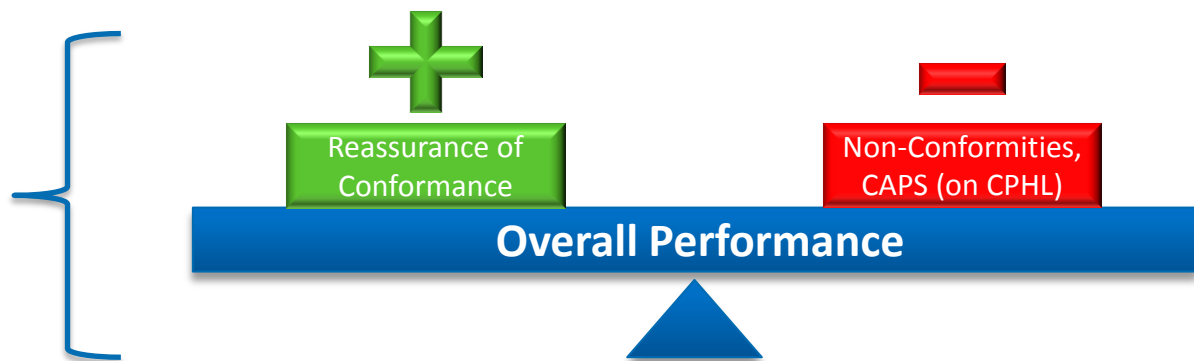 Reassurance of
Conformance
Non-Conformities,
CAPS (on CPHL)
Overall Performance